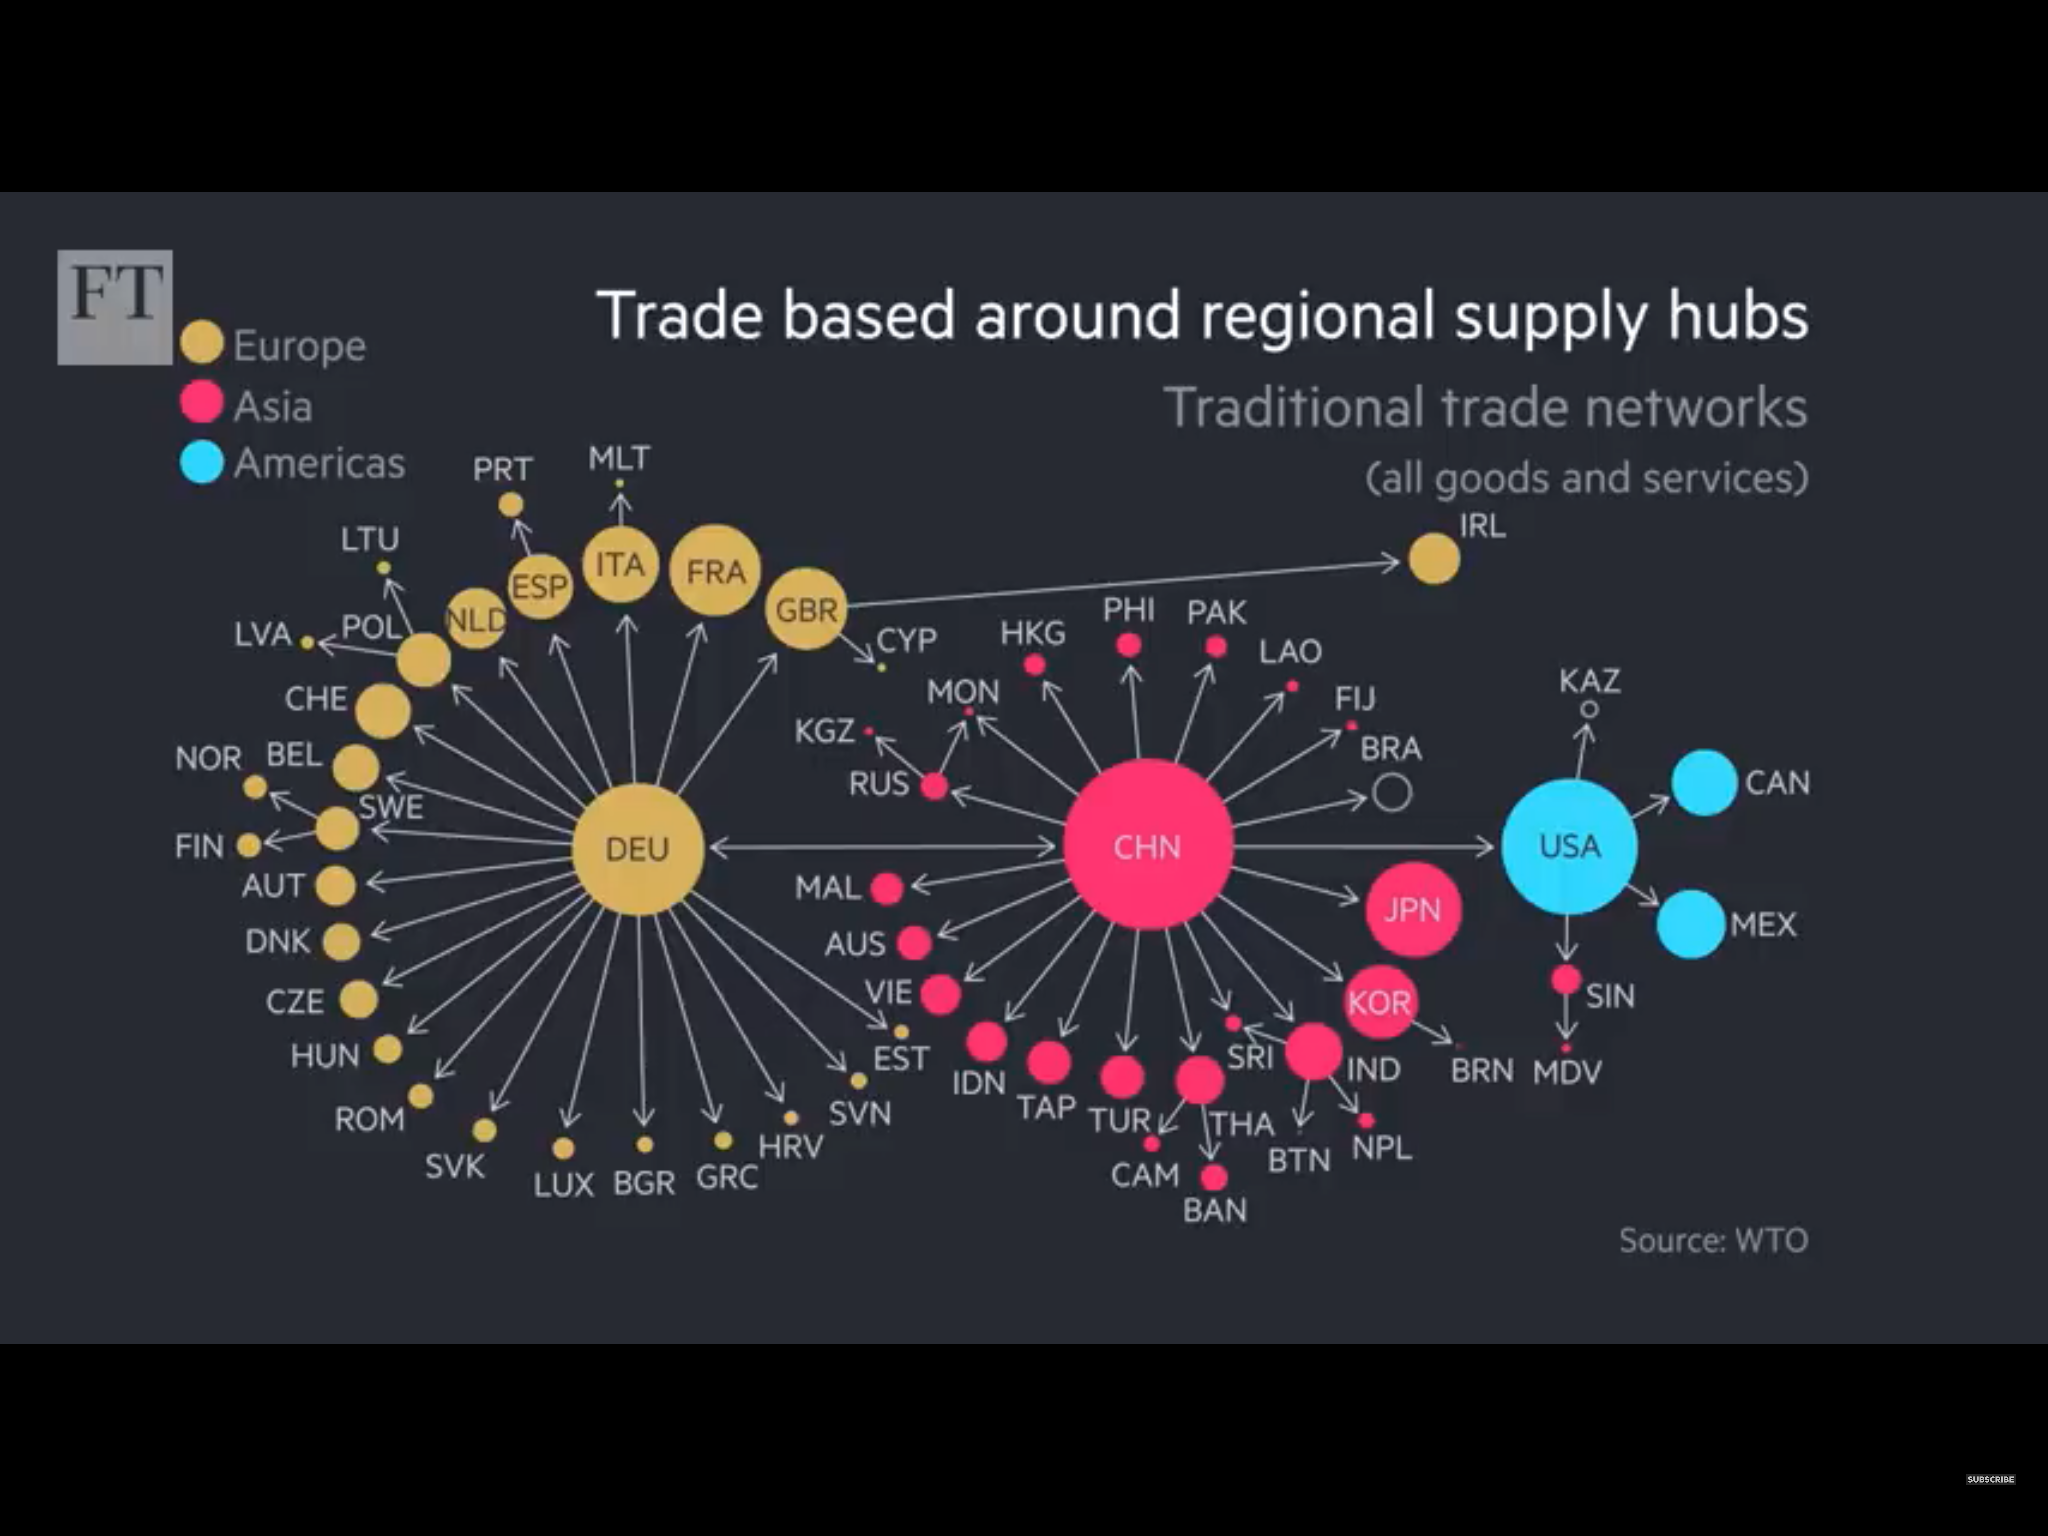 FT
Europe
Asia
Americas
Trade based around regional supply hubs
Traditional trade networks
(all goods and services)
PRT
MLT
IRL
LTU
ITA
FRA
ESP
NLD
GBR
LVA
POL
CYP
HKG
PHI
PAK
LAO
KAZ
CHE
MON
FIJ
KGZ
BRA
NOR
BEL
RUS
CAN
SWE
FIN
DEU
CHN
USA
AUT
MAL
JPN
MEX
DNK
AUS
CZE
VIE
KOR
SIN
HUN
EST
SRI
IND
BRN
MDV
IDN
ROM
SVN
TAP
TUR
THA
HRV
BTN
NPL
SVK
LUX
BGR
GRC
CAM
BAN
Source: WTO
SUBSCRIBE